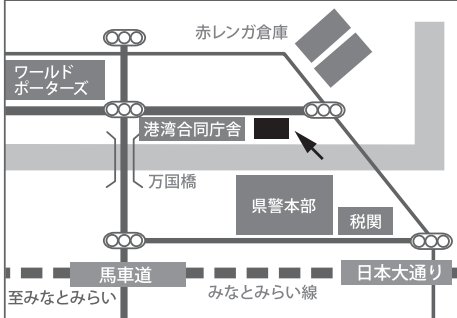 赤レンガ倉庫
ワールド
ポーターズ
港湾合同庁舎
万国橋
県警本部
税関
馬車道
日本大通り
至みなとみらい
みなとみらい線